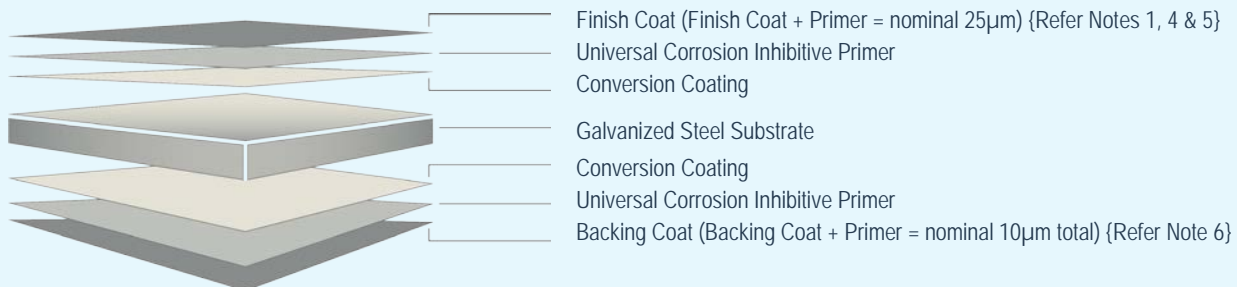 Finish Coat (Finish Coat + Primer = nominal 25µm) {Refer Notes 1, 4 & 5}
Universal Corrosion Inhibitive Primer
Conversion Coating
Galvanized Steel Substrate
Conversion Coating
Universal Corrosion Inhibitive Primer
Backing Coat (Backing Coat + Primer = nominal 10µm total) {Refer Note 6}